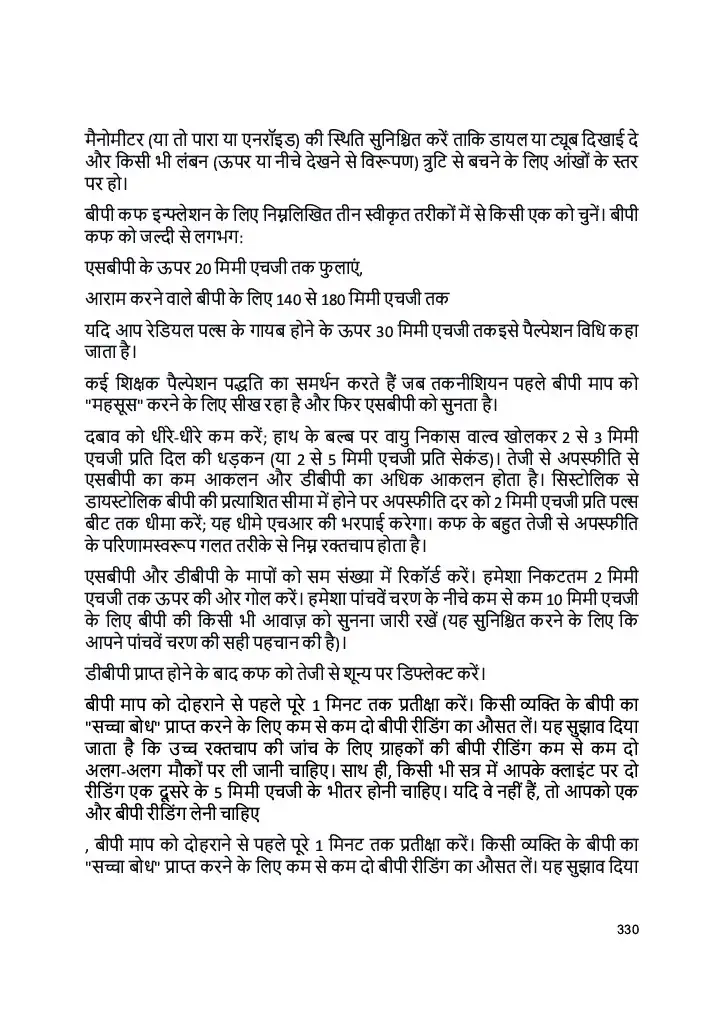 मैनोमीटर (या तो पारा या एनरॉइड) की स्थिति सुनिश्चित करें ताकि डायल या ट्यूब दिखाई दे
और किसी भी लंबन (ऊपर या नीचे देखने से विरूपण) त्रुटि से बचने के लिए आंखों के स्तर
पर हो।
बीपी कफ इन्फ्लेशन के लिए निम्नलिखित तीन स्वीकृत तरीकों में से किसी एक को चुनें। बीपी
कफ को जल्दी से लगभग:
एसबीपी के ऊपर 20 मिमी एचजी तक फुलाएं,
आराम करने वाले बीपी के लिए 140 से 180 मिमी एचजी तक
यदि आप रेडियल पल्स के गायब होने के ऊपर 30 मिमी एचजी तकइसे पैल्पेशन विधि कहा
जाता है।
कई शिक्षक पैल्पेशन पद्धति का समर्थन करते हैं जब तकनीशियन पहले बीपी माप को
"महसूस" करने के लिए सीख रहा है और फिर एसबीपी को सुनता है।
दबाव को धीरे-धीरे कम करें; हाथ के बल्ब पर वायु निकास वाल्व खोलकर 2 से 3 मिमी
एचजी प्रति दिल की धड़कन (या 2 से 5 मिमी एचजी प्रति सेकंड)। तेजी से अपस्फीति से
एसबीपी का कम आकलन और डीबीपी का अधिक आकलन होता है। सिस्टोलिक से
डायस्टोलिक बीपी की प्रत्याशित सीमा में होने पर अपस्फीति दर को 2 मिमी एचजी प्रति पल्स
बीट तक धीमा करें; यह धीमे एचआर की भरपाई करेगा। कफ के बहुत तेजी से अपस्फीति
के परिणामस्वरूप गलत तरीके से निम्न रक्तचाप होता है।
एसबीपी और डीबीपी के मापों को सम संख्या में रिकॉर्ड करें। हमेशा निकटतम 2 मिमी
एचजी तक ऊपर की ओर गोल करें। हमेशा पांचवें चरण के नीचे कम से कम 10 मिमी एचजी
के लिए बीपी की किसी भी आवाज़ को सुनना जारी रखें (यह सुनिश्चित करने के लिए कि
आपने पांचवें चरण की सही पहचान की है)।
डीबीपी प्राप्त होने के बाद कफ को तेजी से शून्य पर डिफ्लेक्ट करें।
बीपी माप को दोहराने से पहले पूरे 1 मिनट तक प्रतीक्षा करें। किसी व्यक्ति के बीपी का
"सच्चा बोध" प्राप्त करने के लिए कम से कम दो बीपी रीडिंग का औसत लें। यह सुझाव दिया
जाता है कि उच्च रक्तचाप की जांच के लिए ग्राहकों की बीपी रीडिंग कम से कम दो
अलग-अलग मौकों पर ली जानी चाहिए। साथ ही, किसी भी सत्र में आपके क्लाइंट पर दो
रीडिंग एक दूसरे के 5 मिमी एचजी के भीतर होनी चाहिए। यदि वे नहीं हैं, तो आपको एक
और बीपी रीडिंग लेनी चाहिए
, बीपी माप को दोहराने से पहले पूरे 1 मिनट तक प्रतीक्षा करें। किसी व्यक्ति के बीपी का
"सच्चा बोध" प्राप्त करने के लिए कम से कम दो बीपी रीडिंग का औसत लें। यह सुझाव दिया
330